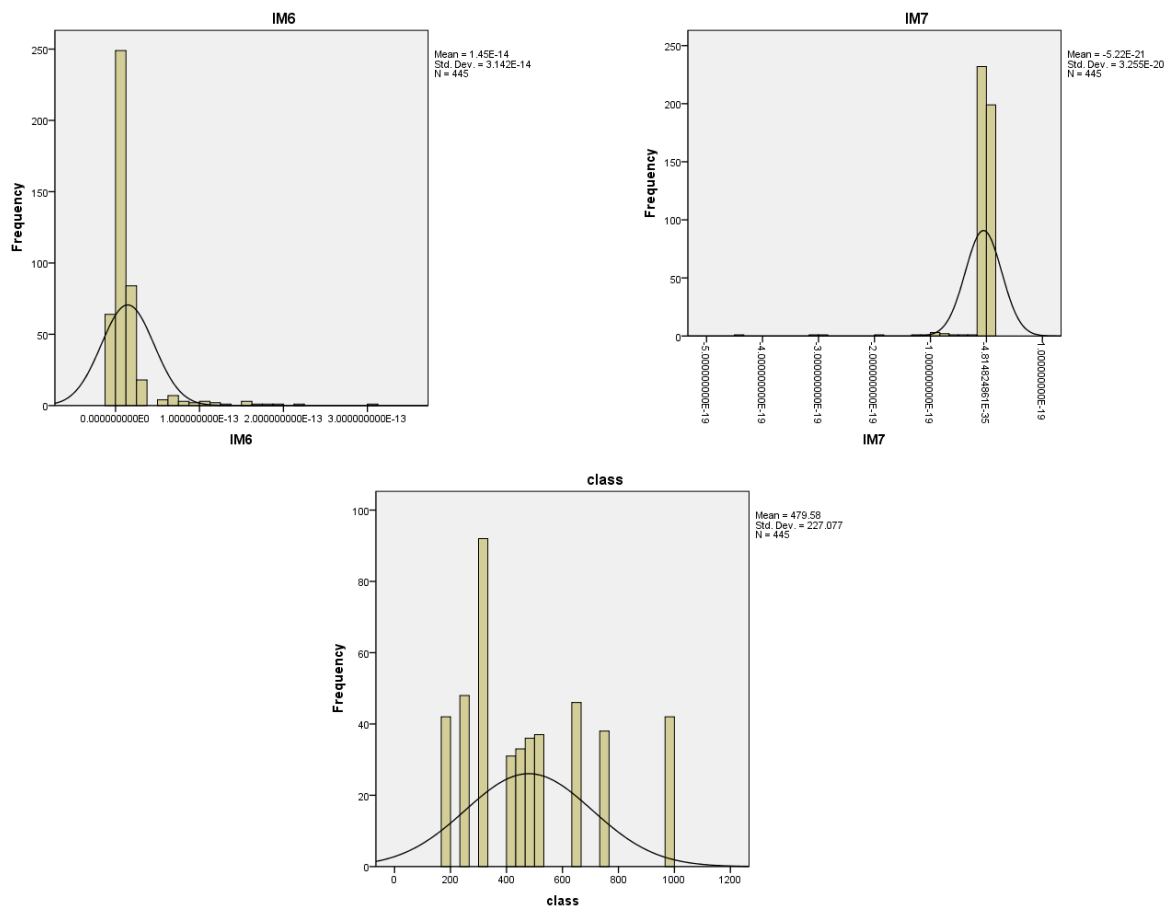 IM6
Mean = 1.45E-14
Std. Dev. = 3.142E-14
N = 445
Frequency
250
200
150
100
50
0
0.000000000E0
1.000000000E-13
2.000000000E-13
3.000000000E-13
IM6
IM7
Mean = -5.22E-21
Std. Dev. = 3.255E-20
N = 445
Frequency
250
200
150
100
50
0
-5.000000000E-19
-4.000000000E-19
-3.000000000E-19
-2.000000000E-19
-1.000000000E-19
-4.814824861E-35
1.000000000E-19
IM7
class
Mean = 479.58
Std. Dev. = 227.077
N = 445
Frequency
100
80
60
40
20
0
0
200
400
600
800
1000
1200
class